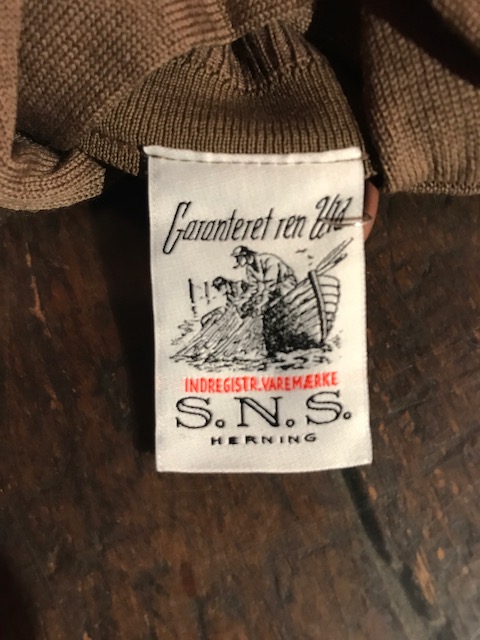 Garanteret ren Uld
INDREGISTR.VAREMÆRKE
S.N.S.
HERNING